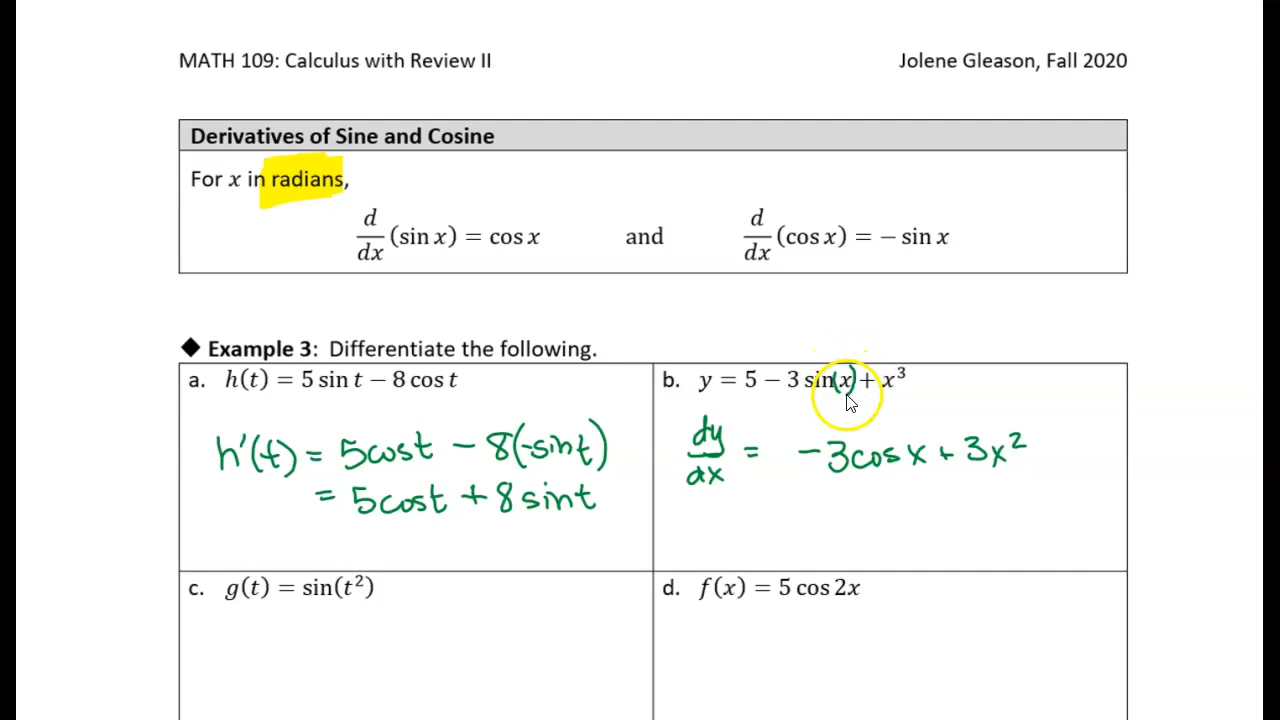 MATH 109: Calculus with Review II Jolene Gleason, Fall 2020
Derivatives of Sine and Cosine
For x in radians,
d/dx (sin x) = cos x and d/dx (cos x) = − sin x
◆ Example 3: Differentiate the following.
a. h(t) = 5 sin t − 8 cos t
h'(t) = 5cost − 8(-sint)
= 5cost + 8sint
b. y = 5 − 3 sin(x) + x³
dy/dx = −3cosx + 3x²
c. g(t) = sin(t²)
d. f(x) = 5 cos 2x